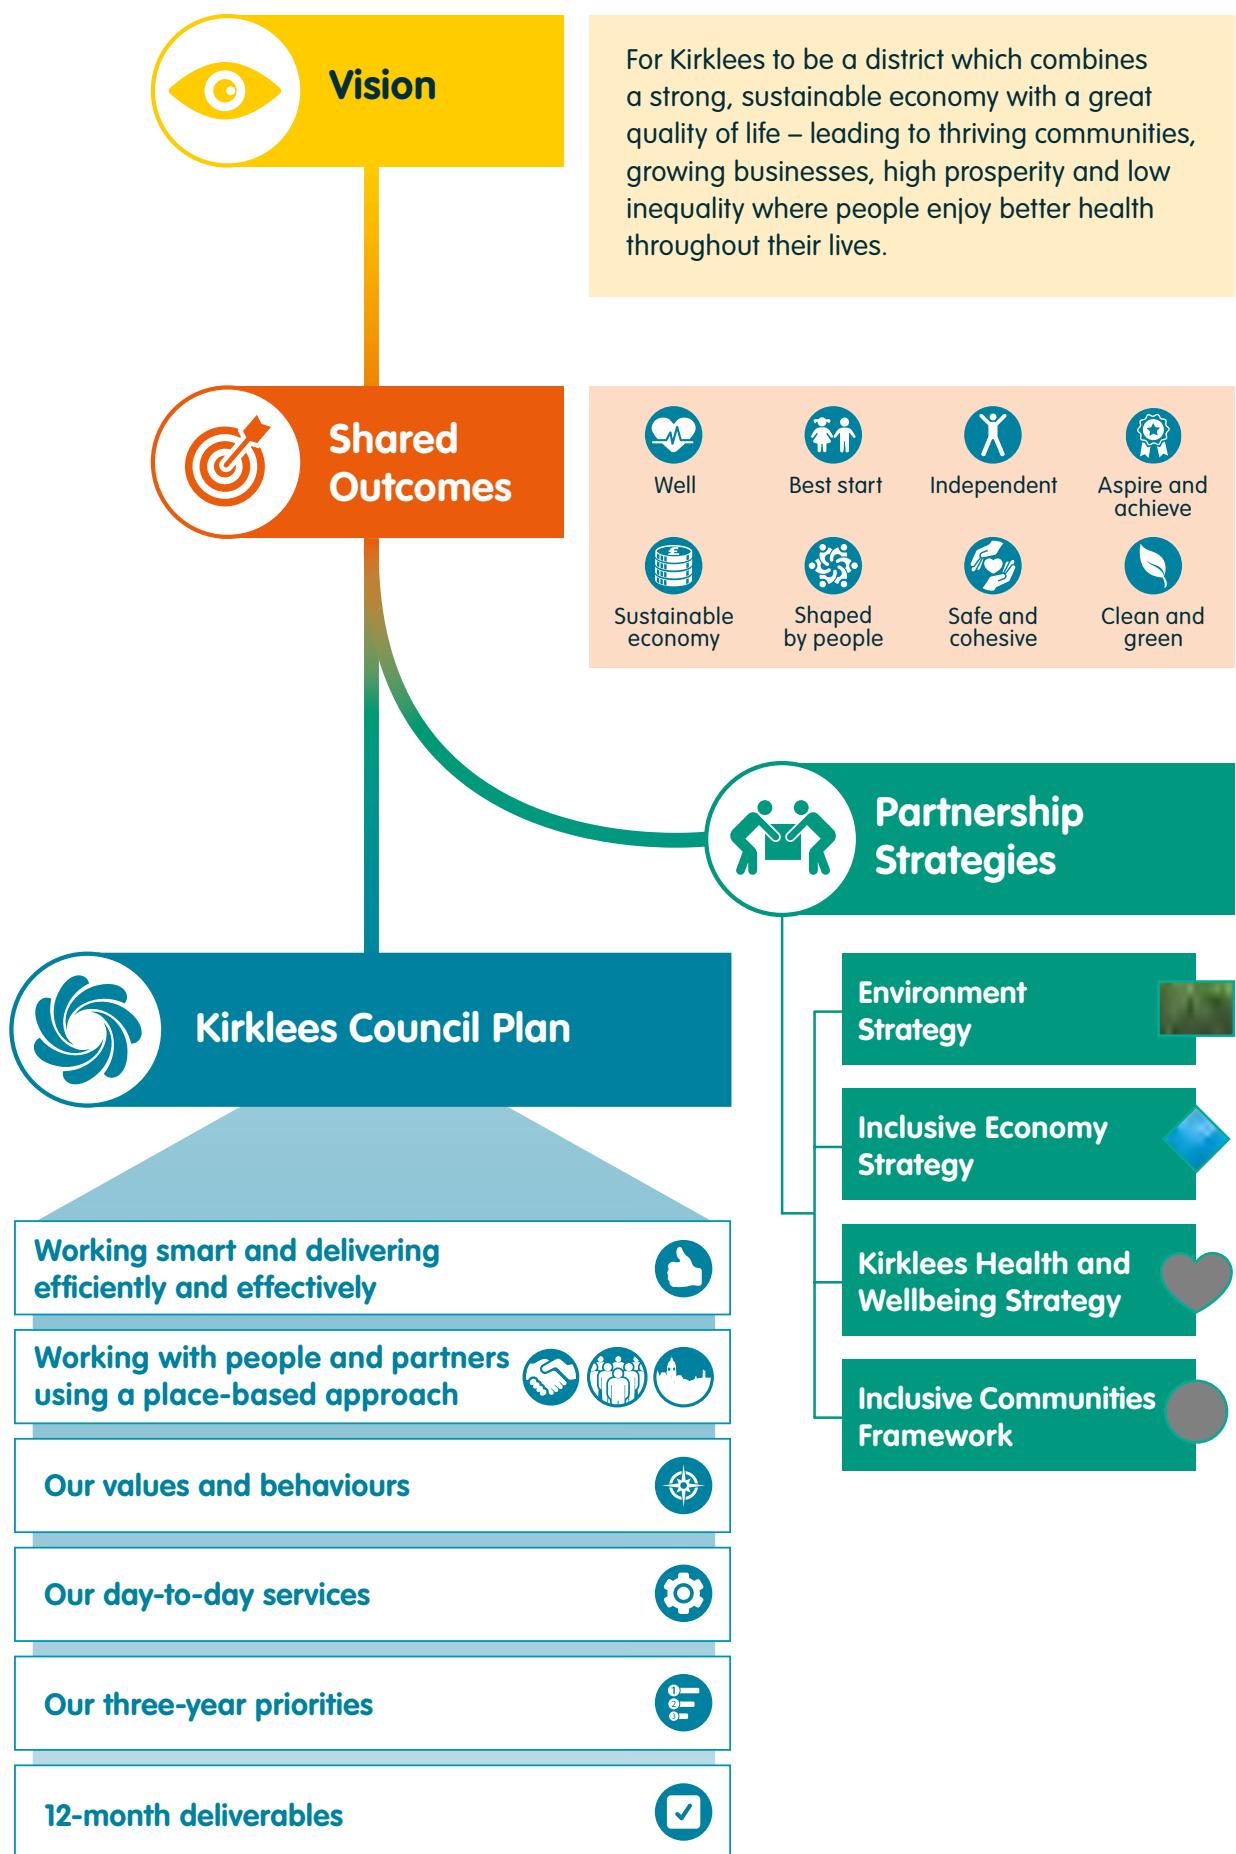 Vision
For Kirklees to be a district which combines
a strong, sustainable economy with a great
quality of life – leading to thriving communities,
growing businesses, high prosperity and low
inequality where people enjoy better health
throughout their lives.
Shared
Outcomes
Well
Best start
Independent
Aspire and
achieve
£
Sustainable
economy
Shaped
by people
Safe and
cohesive
Clean and
green
Partnership
Strategies
Environment
Strategy
Inclusive Economy
Strategy
Kirklees Health and
Wellbeing Strategy
Inclusive Communities
Framework
Kirklees Council Plan
Working smart and delivering
efficiently and effectively
Working with people and partners
using a place-based approach
Our values and behaviours
Our day-to-day services
Our three-year priorities
1
2
3
12-month deliverables